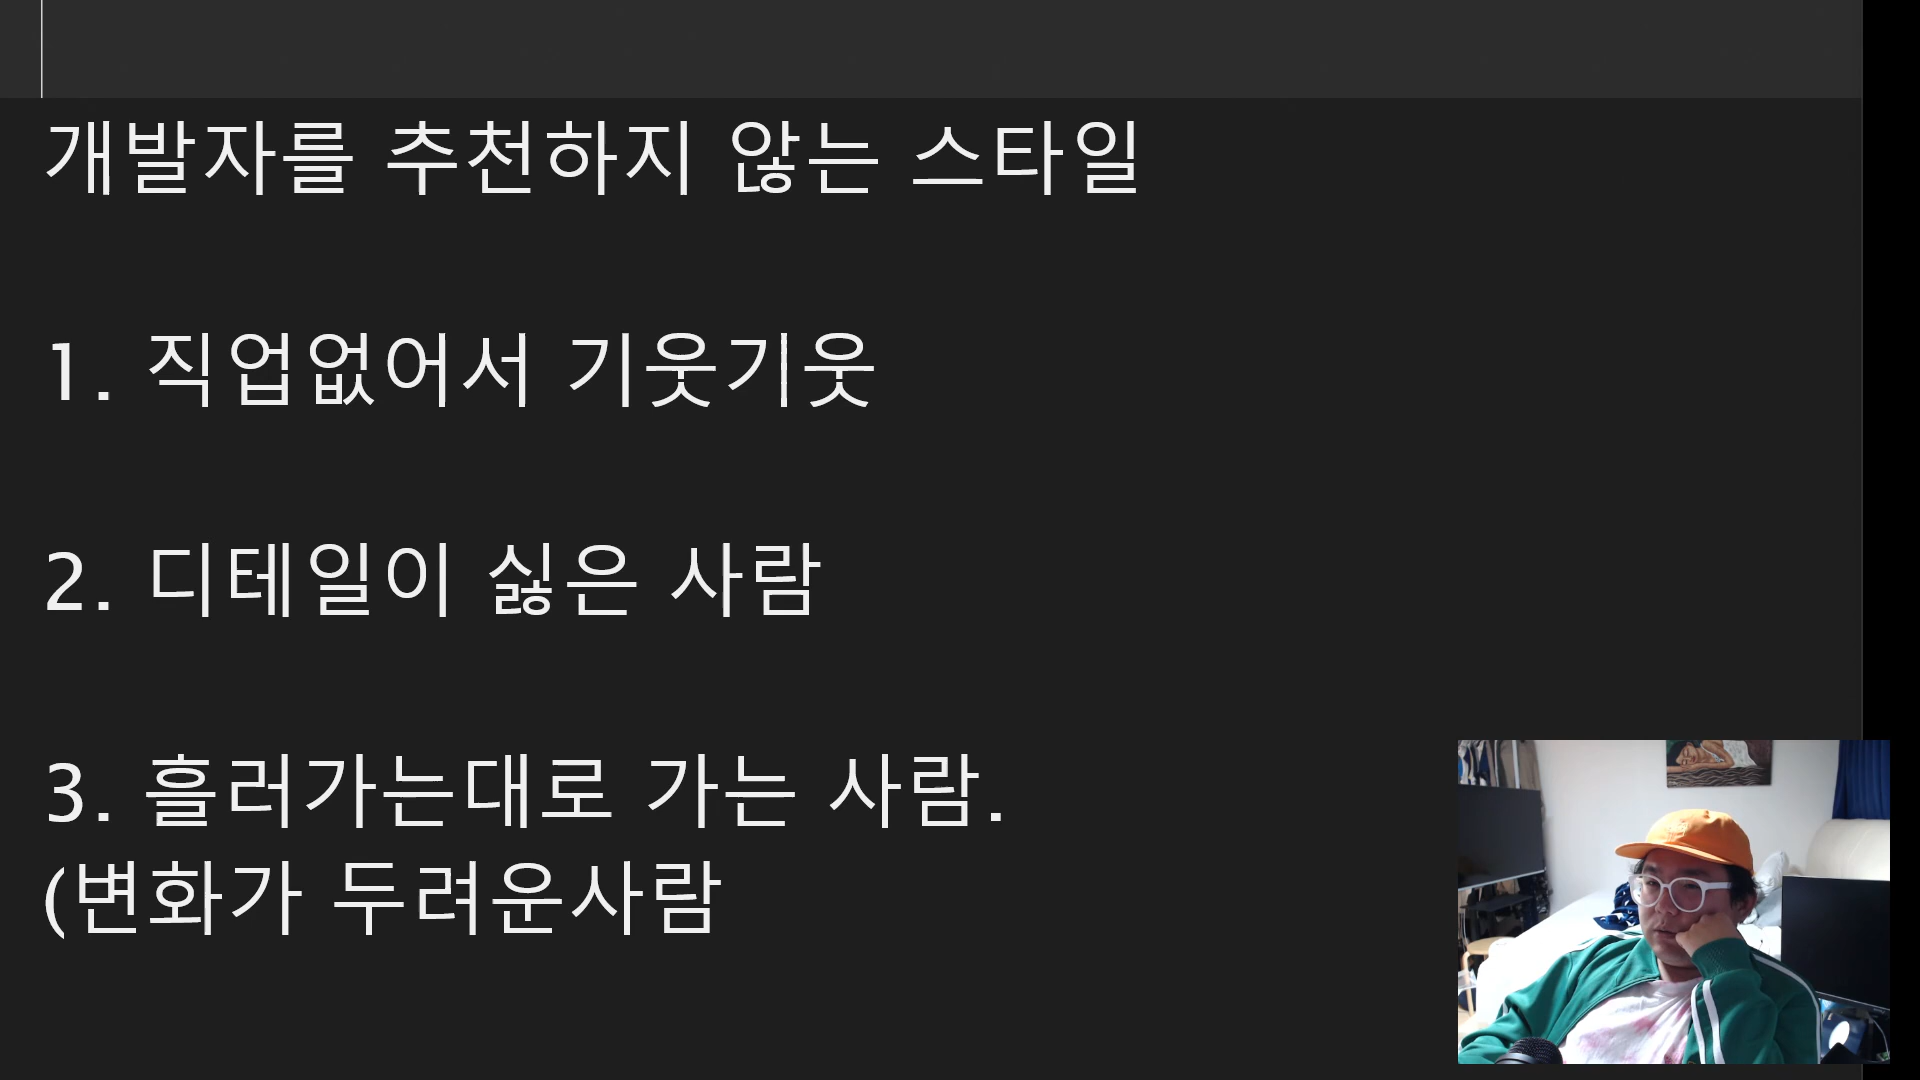 개발자를 추천하지 않는 스타일
1. 직업없어서 기웃기웃
2. 디테일이 싫은 사람
3. 흘러가는대로 가는 사람.
(변화가 두려운사람